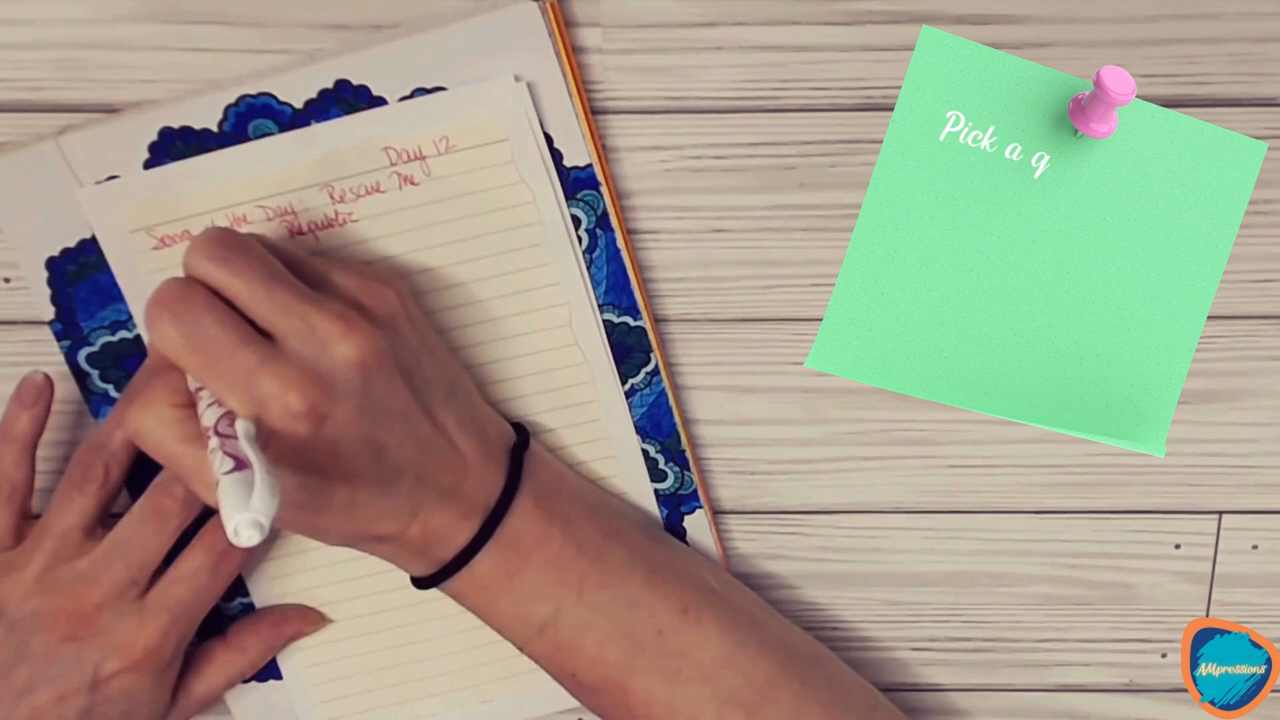 Day 12
Song of the Day: Rescue Me
Republic
Pick a q
AMpressions